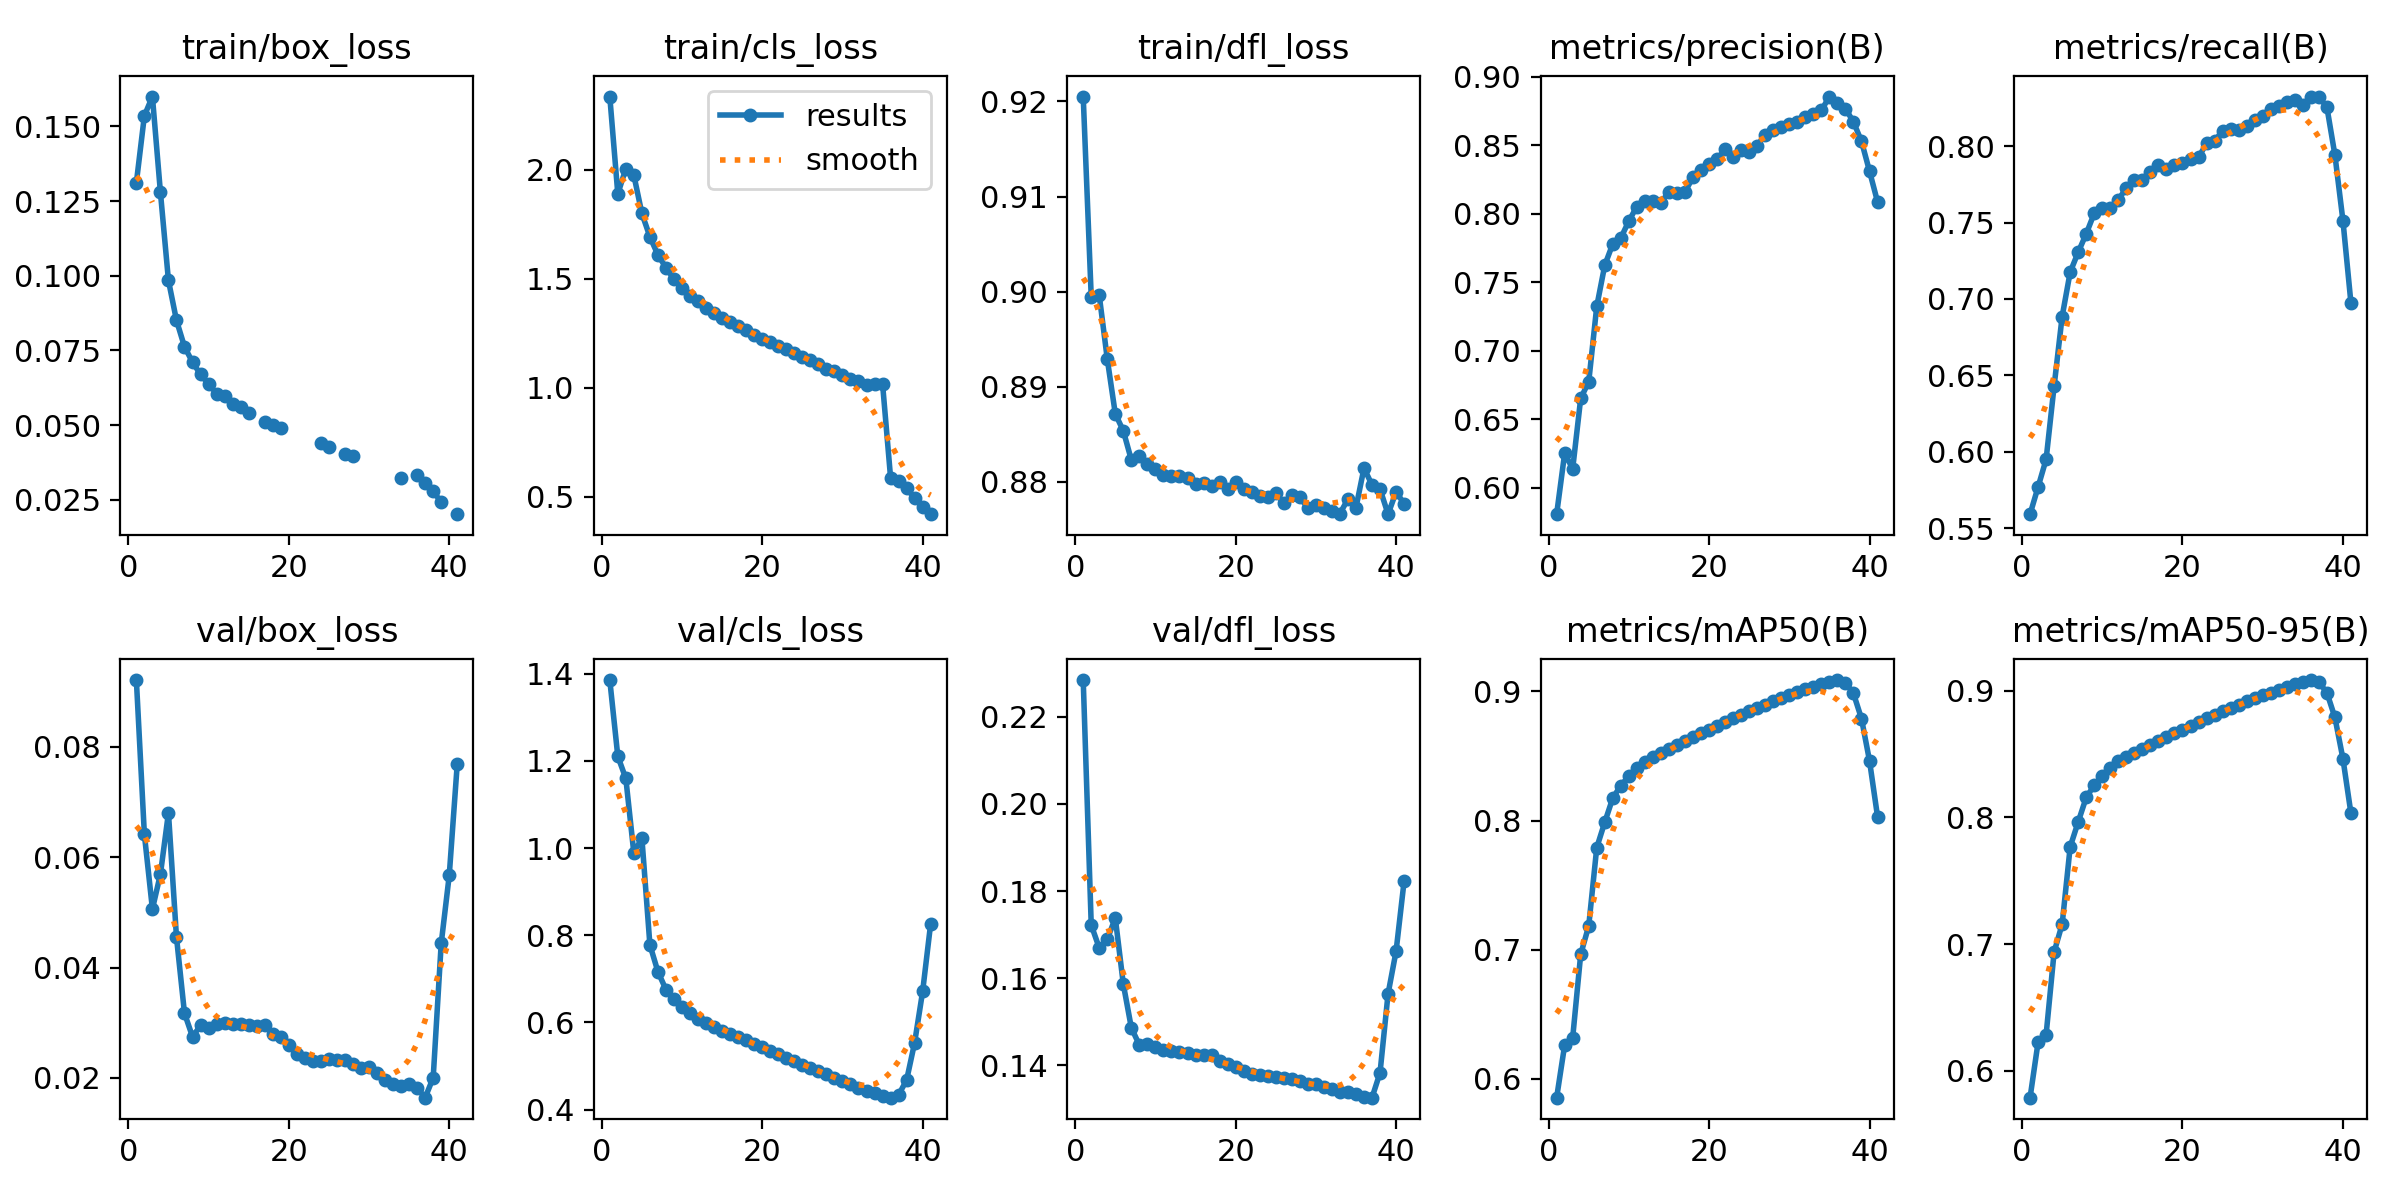 train/box_loss
0.150
0.125
0.100
0.075
0.050
0.025
0 20 40
train/cls_loss
results
smooth
2.0
1.5
1.0
0.5
0 20 40
train/dfl_loss
0.92
0.91
0.90
0.89
0.88
0 20 40
metrics/precision(B)
0.90
0.85
0.80
0.75
0.70
0.65
0.60
0 20 40
metrics/recall(B)
0.80
0.75
0.70
0.65
0.60
0.55
0 20 40
val/box_loss
0.08
0.06
0.04
0.02
0 20 40
val/cls_loss
1.4
1.2
1.0
0.8
0.6
0.4
0 20 40
val/dfl_loss
0.22
0.20
0.18
0.16
0.14
0 20 40
metrics/mAP50(B)
0.9
0.8
0.7
0.6
0 20 40
metrics/mAP50-95(B)
0.9
0.8
0.7
0.6
0 20 40